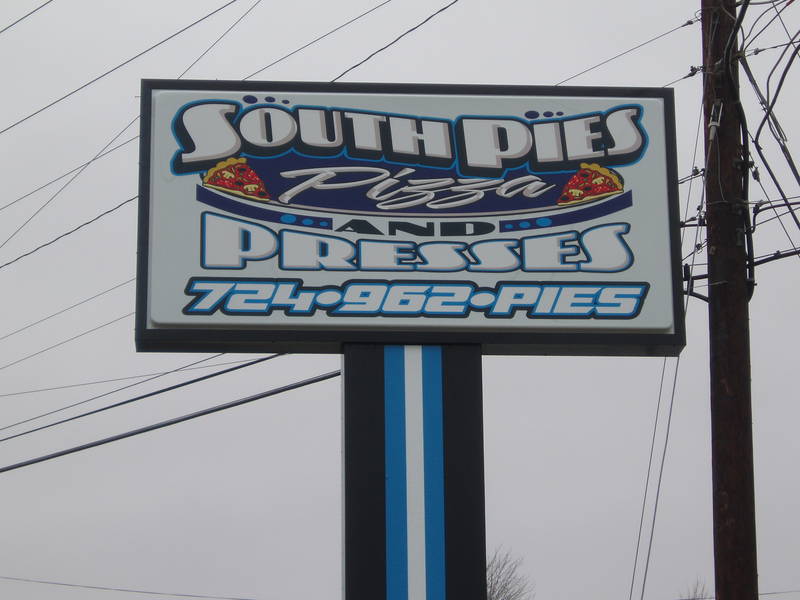 SOUTH PIES
Pizza
AND
PRESSES
724•962•PIES